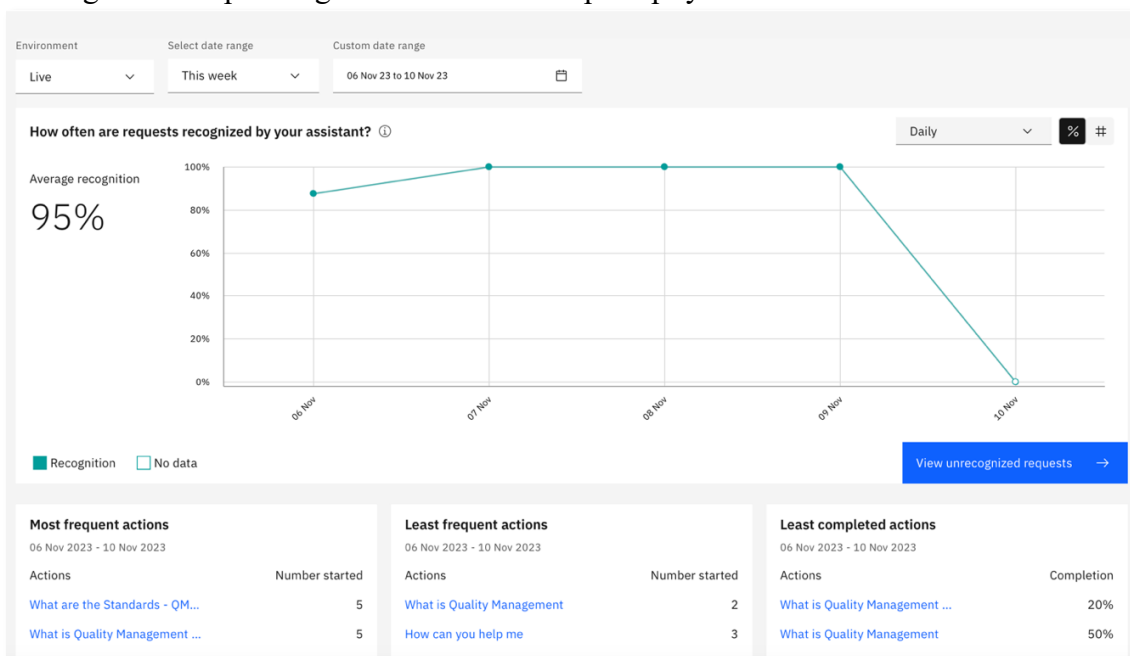 Environment
Select date range
Custom date range
Live
This week
06 Nov 23 to 10 Nov 23
How often are requests recognized by your assistant?
Daily
%
#
Average recognition
95%
100%
80%
60%
40%
20%
0%
06 Nov
07 Nov
08 Nov
09 Nov
10 Nov
Recognition
No data
View unrecognized requests →
Most frequent actions
06 Nov 2023 - 10 Nov 2023
Actions Number started
What are the Standards - QM... 5
What is Quality Management ... 5
Least frequent actions
06 Nov 2023 - 10 Nov 2023
Actions Number started
What is Quality Management 2
How can you help me 3
Least completed actions
06 Nov 2023 - 10 Nov 2023
Actions Completion
What is Quality Management ... 20%
What is Quality Management 50%